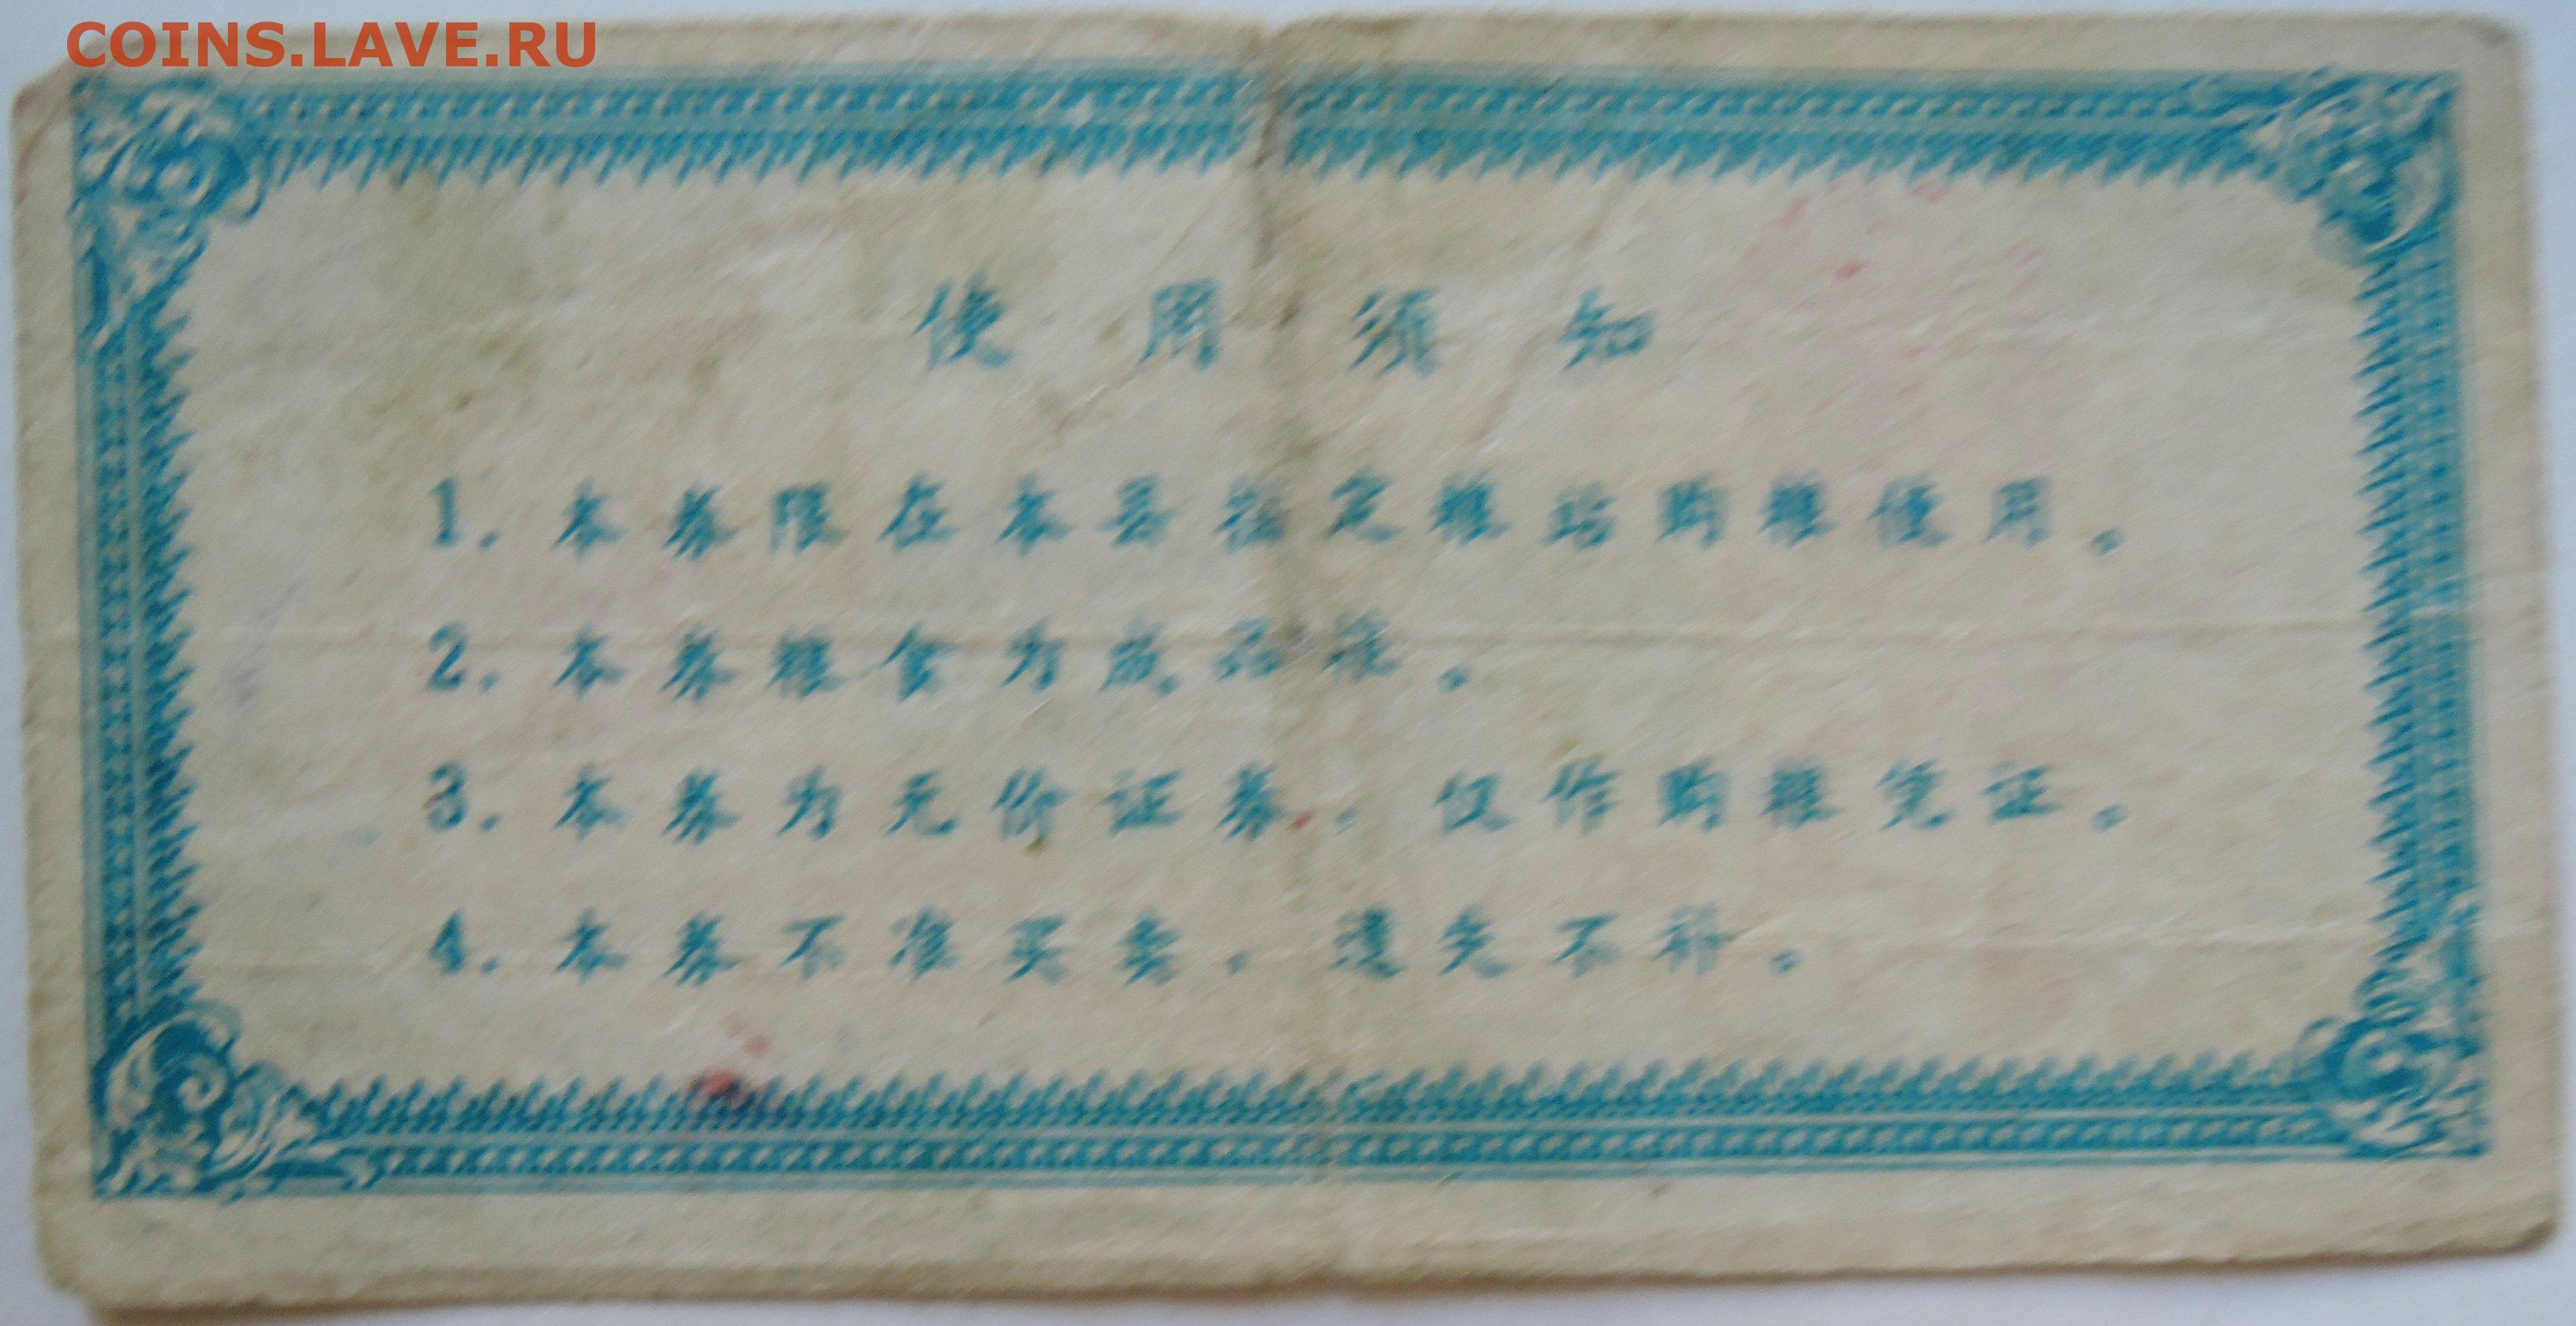 COINS.LAVE.RU
使用须知
1.本券限在本县指定粮站购粮使用。
2.本券粮食为成品粮。
3.本券为无价证券,仅作购粮凭证。
4.本券不准买卖,遗失不补。